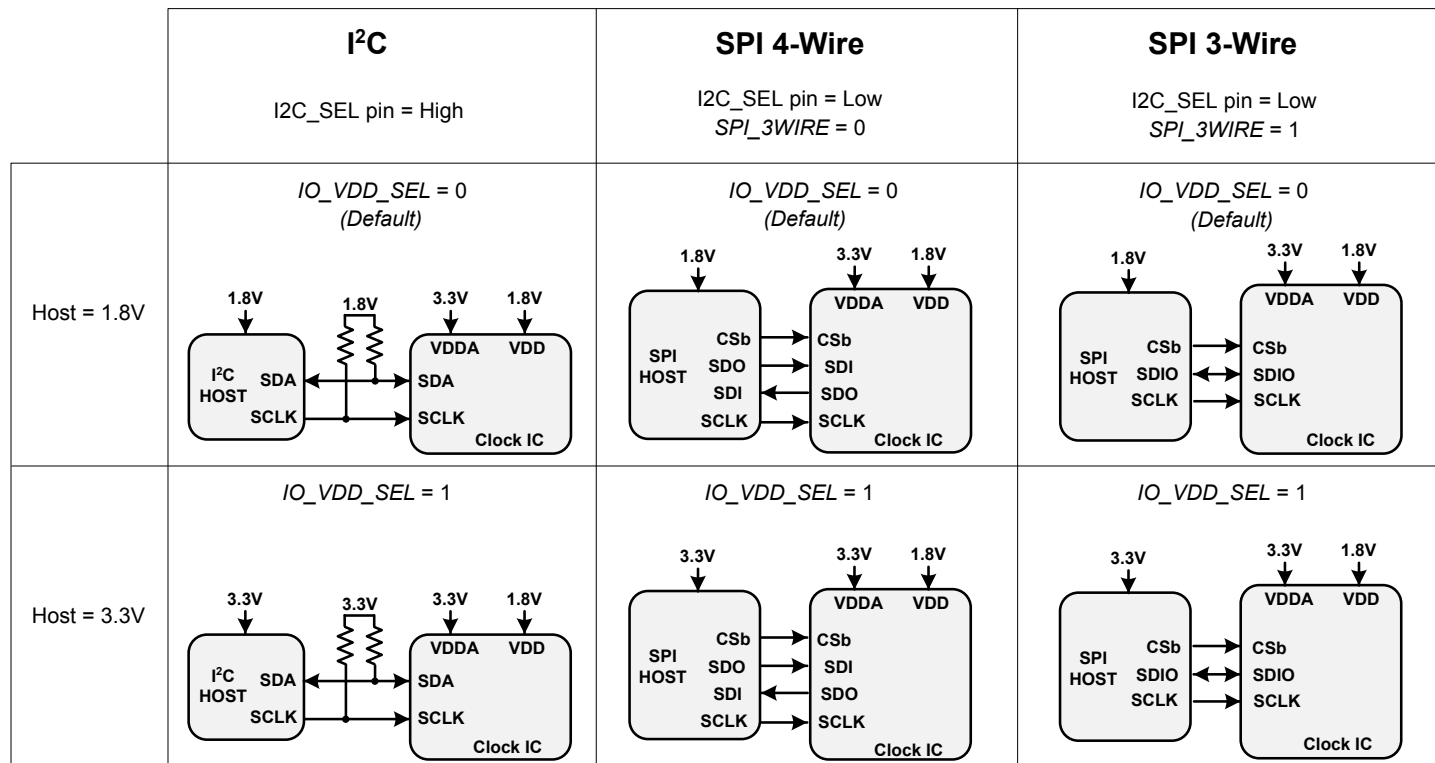 I²C
I2C_SEL pin = High
SPI 4-Wire
I2C_SEL pin = Low
SPI_3WIRE = 0
SPI 3-Wire
I2C_SEL pin = Low
SPI_3WIRE = 1
Host = 1.8V
IO_VDD_SEL = 0
(Default)
1.8V 1.8V 3.3V 1.8V
VDDA VDD
I²C
HOST
SDA SDA
SCLK SCLK
Clock IC
IO_VDD_SEL = 0
(Default)
1.8V 3.3V 1.8V
VDDA VDD
SPI
HOST
CSb CSb
SDO SDI
SDI SDO
SCLK SCLK
Clock IC
IO_VDD_SEL = 0
(Default)
1.8V 3.3V 1.8V
VDDA VDD
SPI
HOST
CSb CSb
SDIO SDIO
SCLK SCLK
Clock IC
Host = 3.3V
IO_VDD_SEL = 1
3.3V 3.3V 3.3V 1.8V
VDDA VDD
I²C
HOST
SDA SDA
SCLK SCLK
Clock IC
IO_VDD_SEL = 1
3.3V 3.3V 1.8V
VDDA VDD
SPI
HOST
CSb CSb
SDO SDI
SDI SDO
SCLK SCLK
Clock IC
IO_VDD_SEL = 1
3.3V 3.3V 1.8V
VDDA VDD
SPI
HOST
CSb CSb
SDIO SDIO
SCLK SCLK
Clock IC